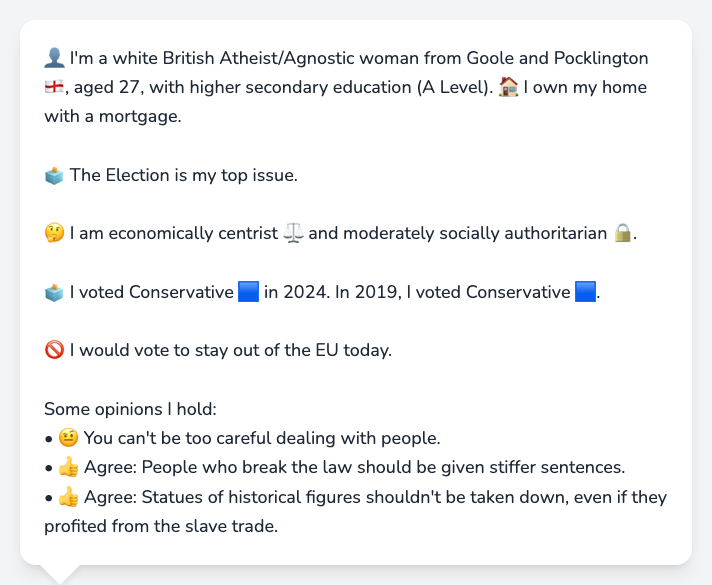 👤 I'm a white British Atheist/Agnostic woman from Goole and Pocklington
🏴󠁧󠁢󠁥󠁮󠁧󠁿, aged 27, with higher secondary education (A Level). 🏠 I own my home
with a mortgage.
🗳️ The Election is my top issue.
🤔 I am economically centrist ⚖️ and moderately socially authoritarian 🔒.
🗳️ I voted Conservative 🟦 in 2024. In 2019, I voted Conservative 🟦.
🚫 I would vote to stay out of the EU today.
Some opinions I hold:
• 🤨 You can't be too careful dealing with people.
• 👍 Agree: People who break the law should be given stiffer sentences.
• 👍 Agree: Statues of historical figures shouldn't be taken down, even if they
profited from the slave trade.